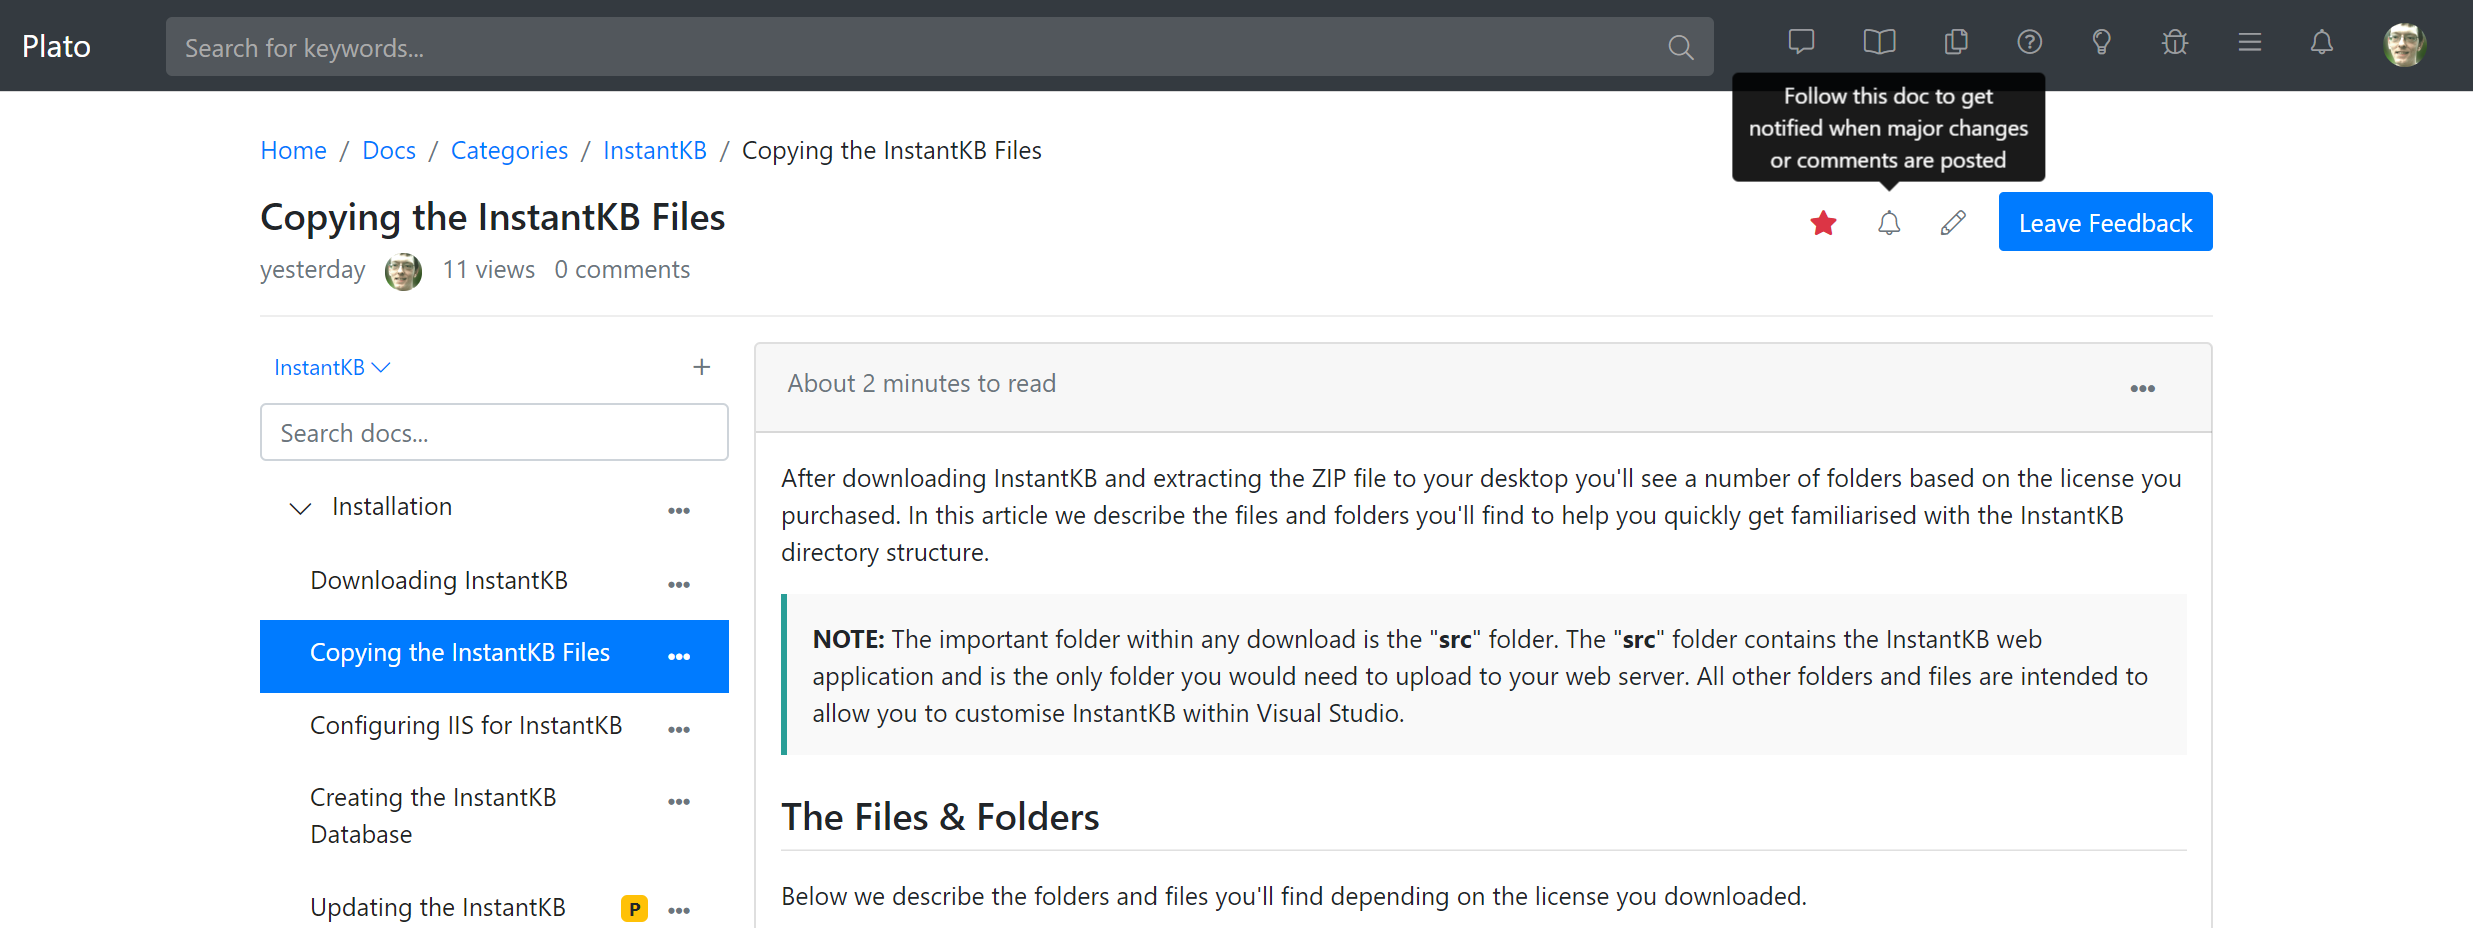 Plato
Search for keywords...
Follow this doc to get
notified when major changes
or comments are posted
Home / Docs / Categories / InstantKB / Copying the InstantKB Files
Copying the InstantKB Files
Leave Feedback
yesterday 11 views 0 comments
InstantKB
Search docs...
Installation
Downloading InstantKB
Copying the InstantKB Files
Configuring IIS for InstantKB
Creating the InstantKB
Database
Updating the InstantKB P
About 2 minutes to read
After downloading InstantKB and extracting the ZIP file to your desktop you'll see a number of folders based on the license you
purchased. In this article we describe the files and folders you'll find to help you quickly get familiarised with the InstantKB
directory structure.
NOTE: The important folder within any download is the "src" folder. The "src" folder contains the InstantKB web
application and is the only folder you would need to upload to your web server. All other folders and files are intended to
allow you to customise InstantKB within Visual Studio.
The Files & Folders
Below we describe the folders and files you'll find depending on the license you downloaded.